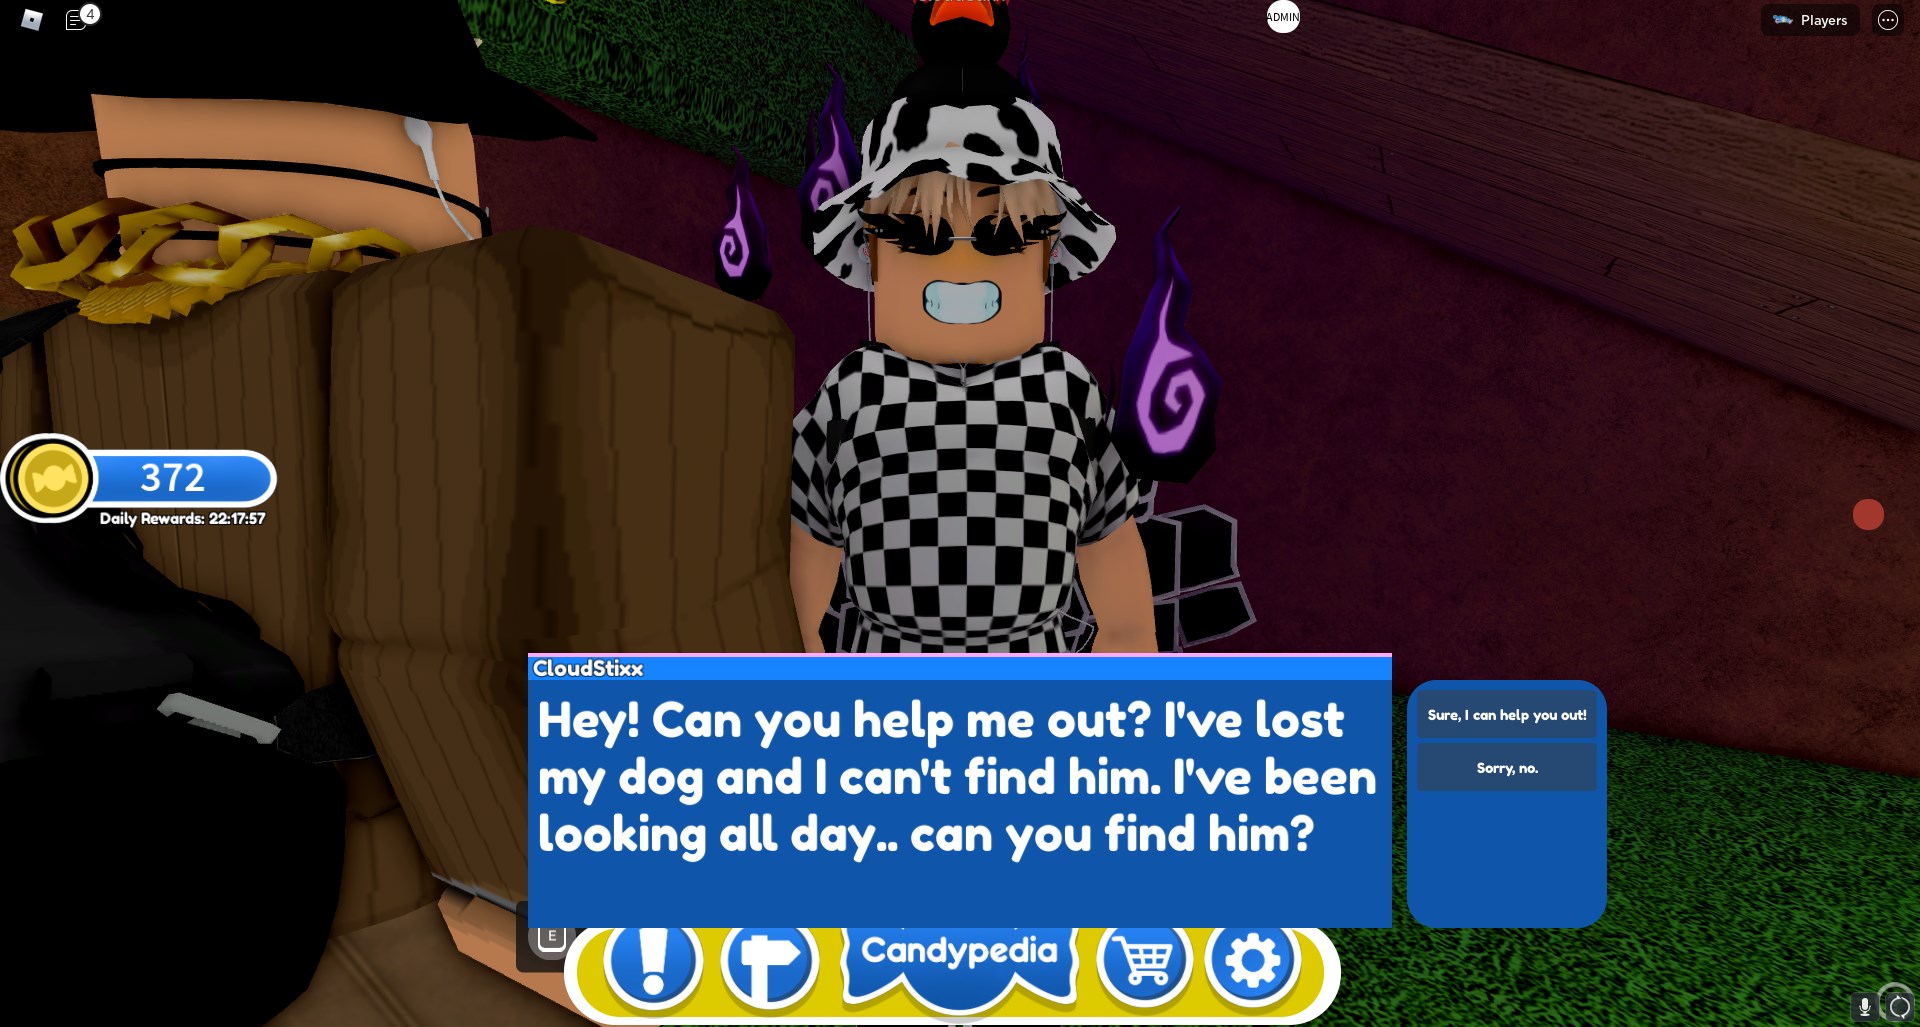 4
ADMIN
Players
372
Daily Rewards: 22:17:57
CloudStixx
Hey! Can you help me out? I've lost
my dog and I can't find him. I've been
looking all day.. can you find him?
Sure, I can help you out!
Sorry, no.
E
Candypedia